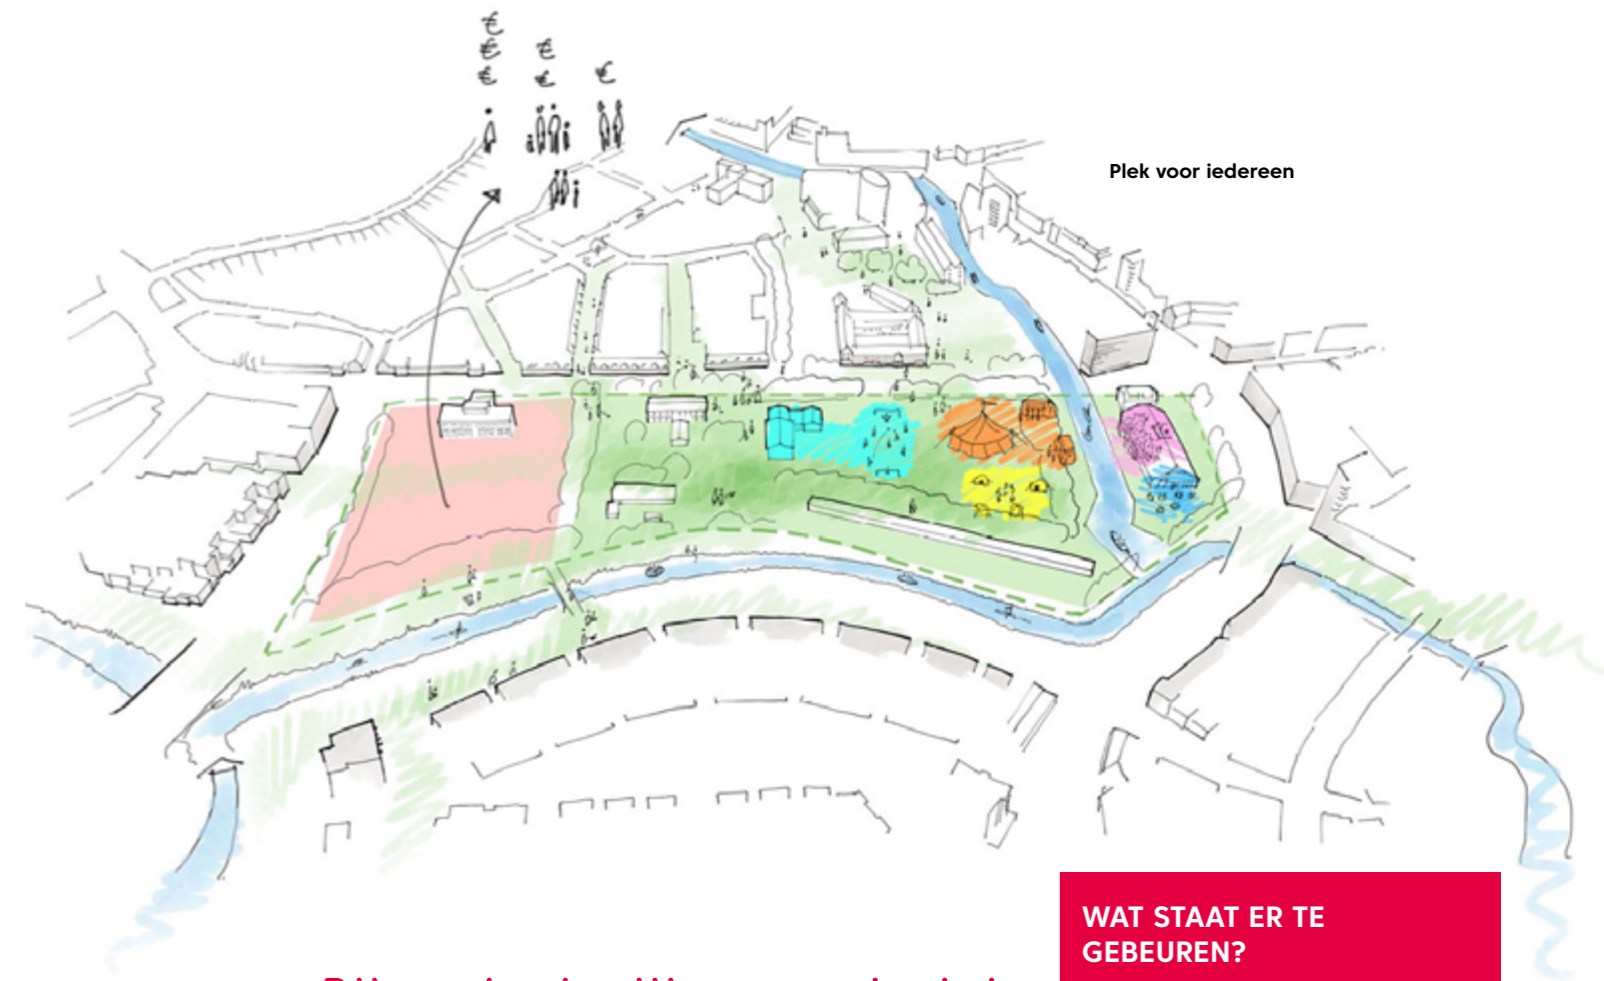 €
€
€
€
€
€
Plek voor iedereen
WAT STAAT ER TE
GEBEUREN?